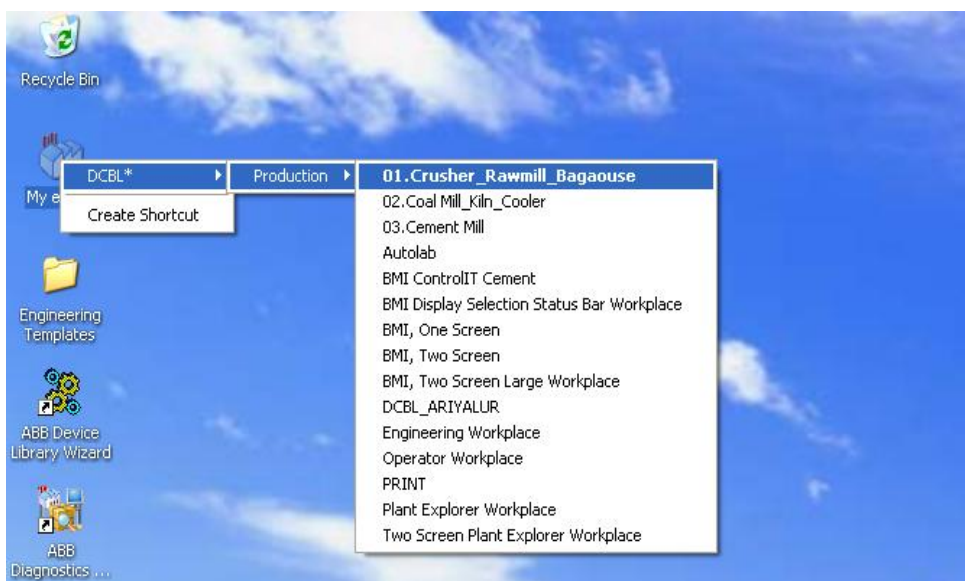 Recycle Bin
My e
DCBL*
Create Shortcut
Production
01.Crusher_Rawmill_Bagaouse
02.Coal Mill_Kiln_Cooler
03.Cement Mill
Autolab
BMI ControlIT Cement
BMI Display Selection Status Bar Workplace
BMI, One Screen
BMI, Two Screen
BMI, Two Screen Large Workplace
DCBL_ARIYALUR
Engineering Workplace
Operator Workplace
PRINT
Plant Explorer Workplace
Two Screen Plant Explorer Workplace
Engineering
Templates
ABB Device
Library Wizard
ABB
Diagnostics ...